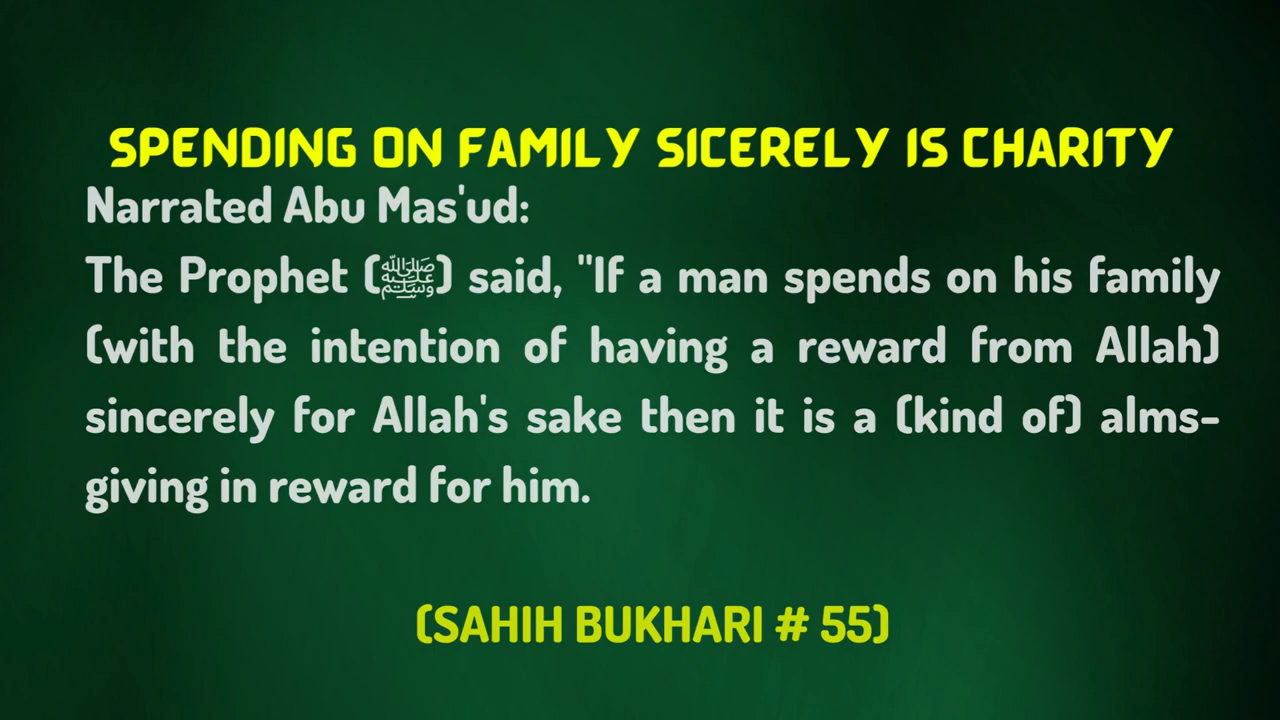 SPENDING ON FAMILY SICERELY IS CHARITY
Narrated Abu Mas'ud:
The Prophet (ﷺ) said, "If a man spends on his family
(with the intention of having a reward from Allah)
sincerely for Allah's sake then it is a (kind of) alms-
giving in reward for him.
(SAHIH BUKHARI # 55)